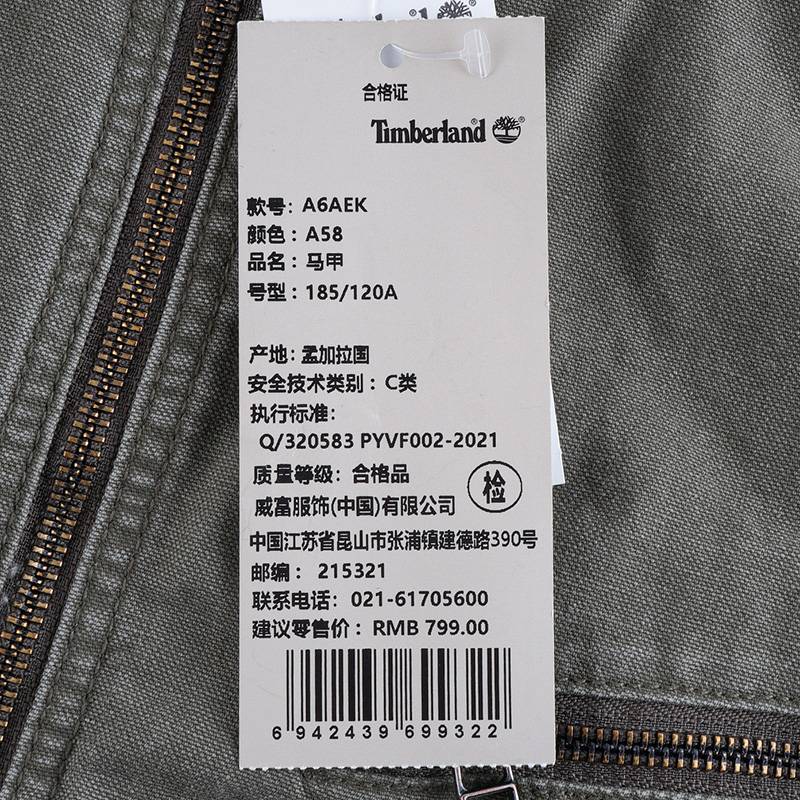 Timberland
合格证
Timberland®
款号: A6AEK
颜色: A58
品名: 马甲
号型: 185/120A
产地: 孟加拉国
安全技术类别: C类
执行标准:
Q/320583 PYVF002-2021
质量等级: 合格品
检
威富服饰(中国)有限公司
中国江苏省昆山市张浦镇建德路390号
邮编: 215321
联系电话: 021-61705600
建议零售价: RMB 799.00
6 942439 699322